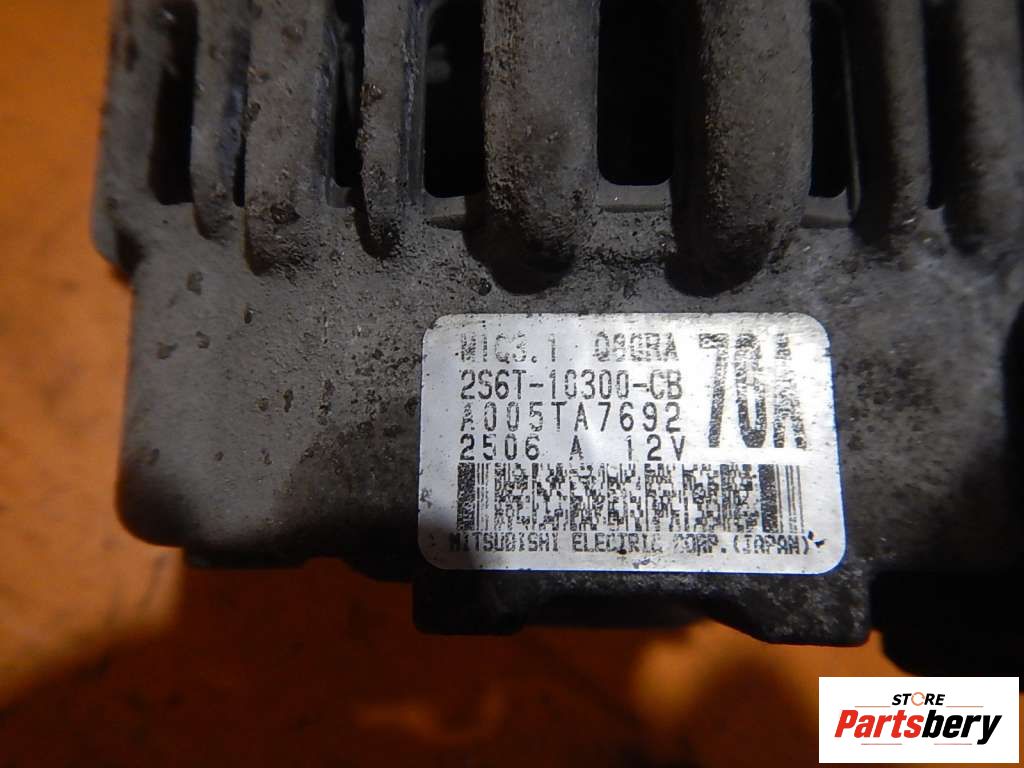 70A
2S6T-10300-CB
A005TA7692
2506 A 12V
MITSUBISHI ELECTRIC CORP.(JAPAN)
STORE
Partsbery